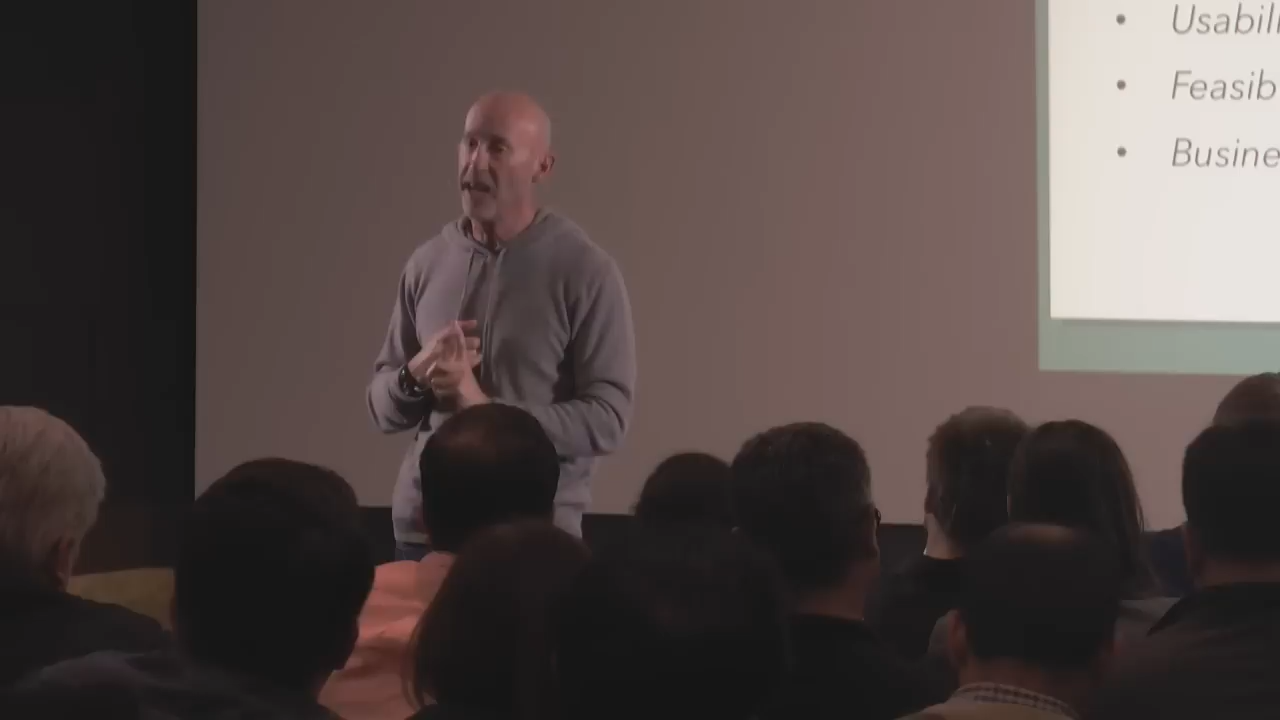 • Usabili
• Feasib
• Busine